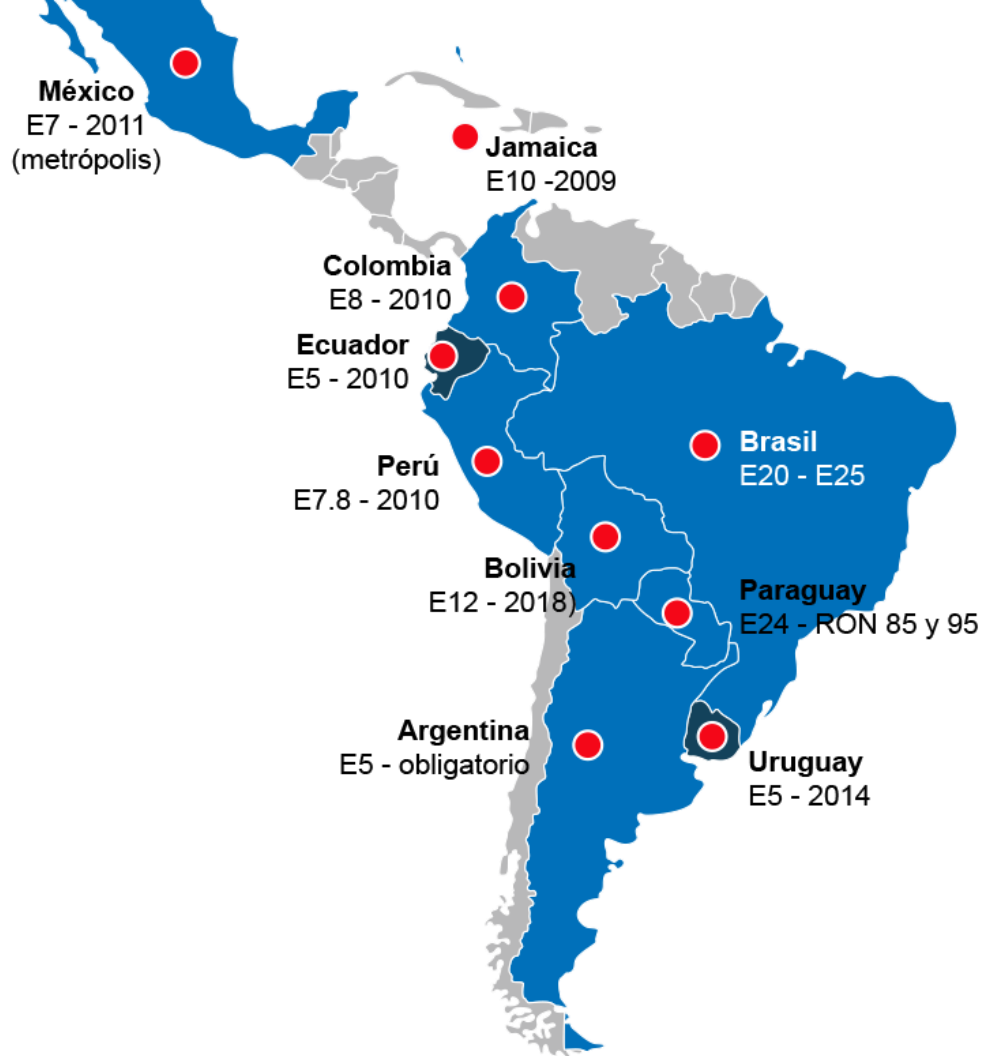 México
E7 - 2011
(metrópolis)
Jamaica
E10 -2009
Colombia
E8 - 2010
Ecuador
E5 - 2010
Brasil
E20 - E25
Perú
E7.8 - 2010
Bolivia
E12 - 2018)
Paraguay
E24 - RON 85 y 95
Argentina
E5 - obligatorio
Uruguay
E5 - 2014